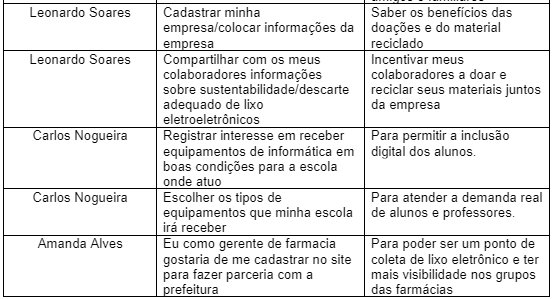 amigos e familiares
Leonardo Soares
Cadastrar minha
empresa/colocar informações da
empresa
Saber os benefícios das
doações e do material
reciclado
Leonardo Soares
Compartilhar com os meus
colaboradores informações
sobre sustentabilidade/descarte
adequado de lixo
eletroeletrônicos
Incentivar meus
colaboradores a doar e
reciclar seus materiais juntos
da empresa
Carlos Nogueira
Registrar interesse em receber
equipamentos de informática em
boas condições para a escola
onde atuo
Para permitir a inclusão
digital dos alunos.
Carlos Nogueira
Escolher os tipos de
equipamentos que minha escola
irá receber
Para atender a demanda real
de alunos e professores.
Amanda Alves
Eu como gerente de farmacia
gostaria de me cadastrar no site
para fazer parceria com a
prefeitura
Para poder ser um ponto de
coleta de lixo eletrônico e ter
mais visibilidade nos grupos
das farmácias